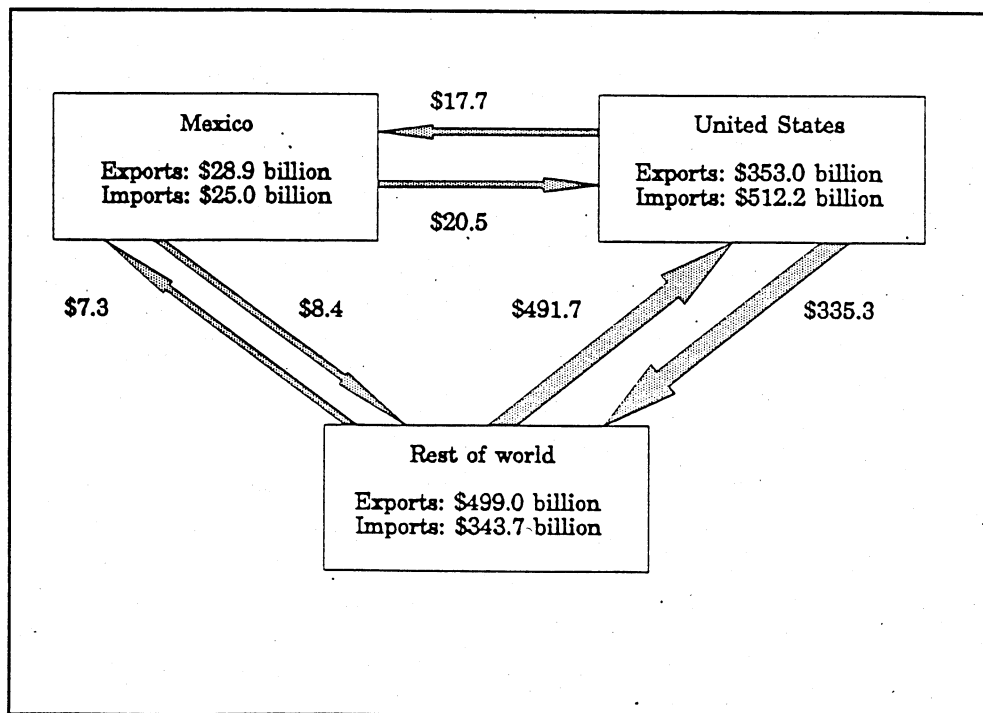 $17.7
Mexico
Exports: $28.9 billion
Imports: $25.0 billion
United States
Exports: $353.0 billion
Imports: $512.2 billion
$20.5
$7.3
$8.4
$491.7
$335.3
Rest of world
Exports: $499.0 billion
Imports: $343.7 billion